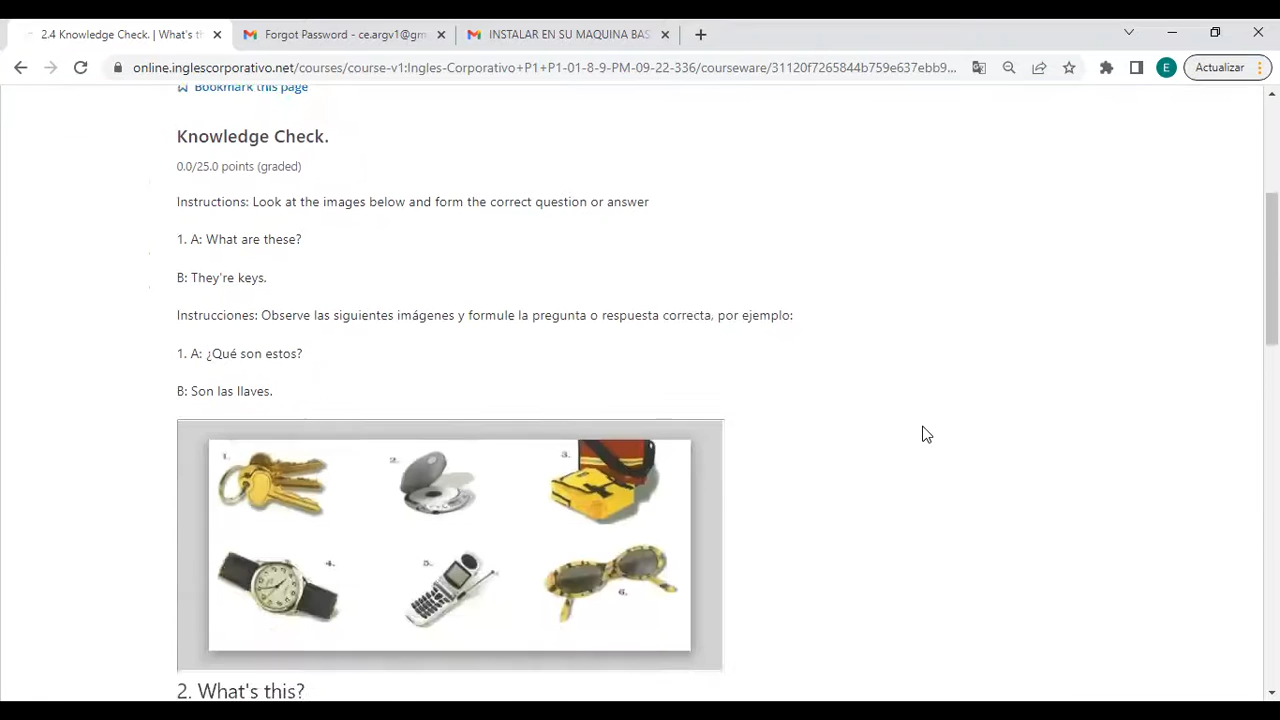 2.4 Knowledge Check. | What's th
Forgot Password - ce.argv1@gm
INSTALAR EN SU MAQUINA BAS
online.inglescorporativo.net/courses/course-v1:Ingles-Corporativo+P1+P1-01-8-9-PM-09-22-336/courseware/31120f7265844b759e637ebb9...
E
Actualizar
Bookmark this page
Knowledge Check.
0.0/25.0 points (graded)
Instructions: Look at the images below and form the correct question or answer
1. A: What are these?
B: They're keys.
Instrucciones: Observe las siguientes imágenes y formule la pregunta o respuesta correcta, por ejemplo:
1. A: ¿Qué son estos?
B: Son las llaves.
1.
2.
3.
4.
5.
6.
2. What's this?